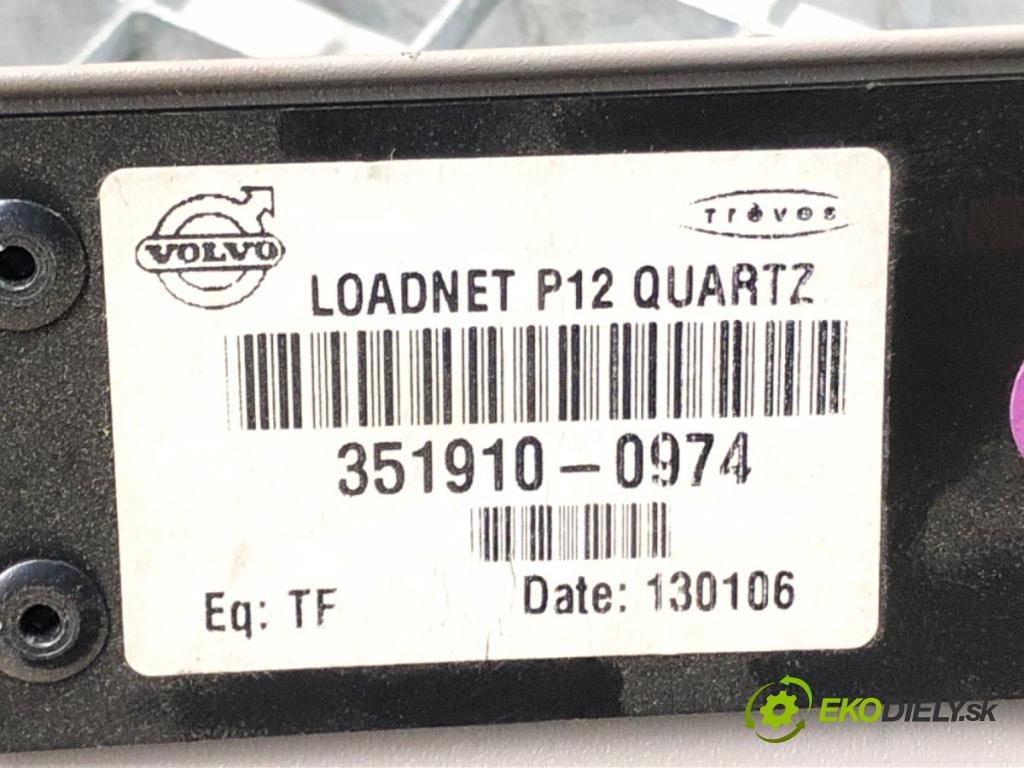 VOLVO
Trèves
LOADNET P12 QUARTZ
351910-0974
Eq: TF
Date: 130106
EKODIELY.sk